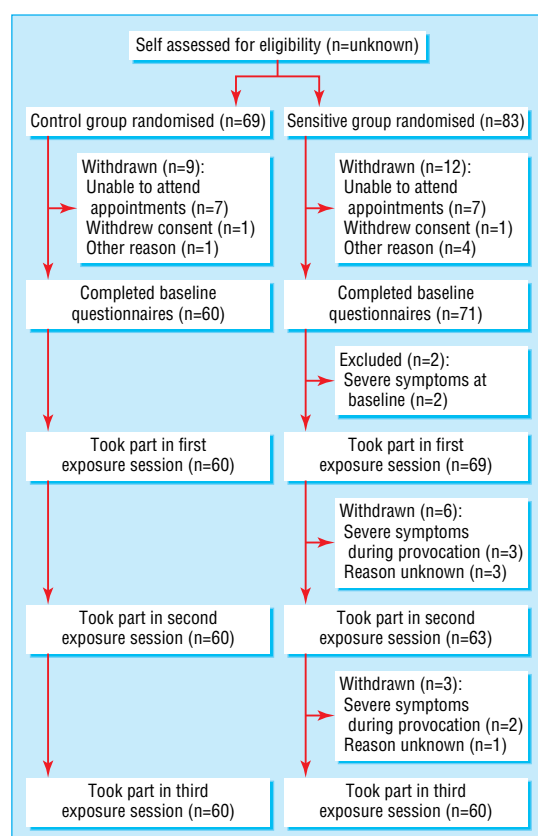 Self assessed for eligibility (n=unknown)
Control group randomised (n=69)
Sensitive group randomised (n=83)
Withdrawn (n=9):
Unable to attend
appointments (n=7)
Withdrew consent (n=1)
Other reason (n=1)
Withdrawn (n=12):
Unable to attend
appointments (n=7)
Withdrew consent (n=1)
Other reason (n=4)
Completed baseline
questionnaires (n=60)
Completed baseline
questionnaires (n=71)
Excluded (n=2):
Severe symptoms at
baseline (n=2)
Took part in first
exposure session (n=60)
Took part in first
exposure session (n=69)
Withdrawn (n=6):
Severe symptoms
during provocation (n=3)
Reason unknown (n=3)
Took part in second
exposure session (n=60)
Took part in second
exposure session (n=63)
Withdrawn (n=3):
Severe symptoms
during provocation (n=2)
Reason unknown (n=1)
Took part in third
exposure session (n=60)
Took part in third
exposure session (n=60)